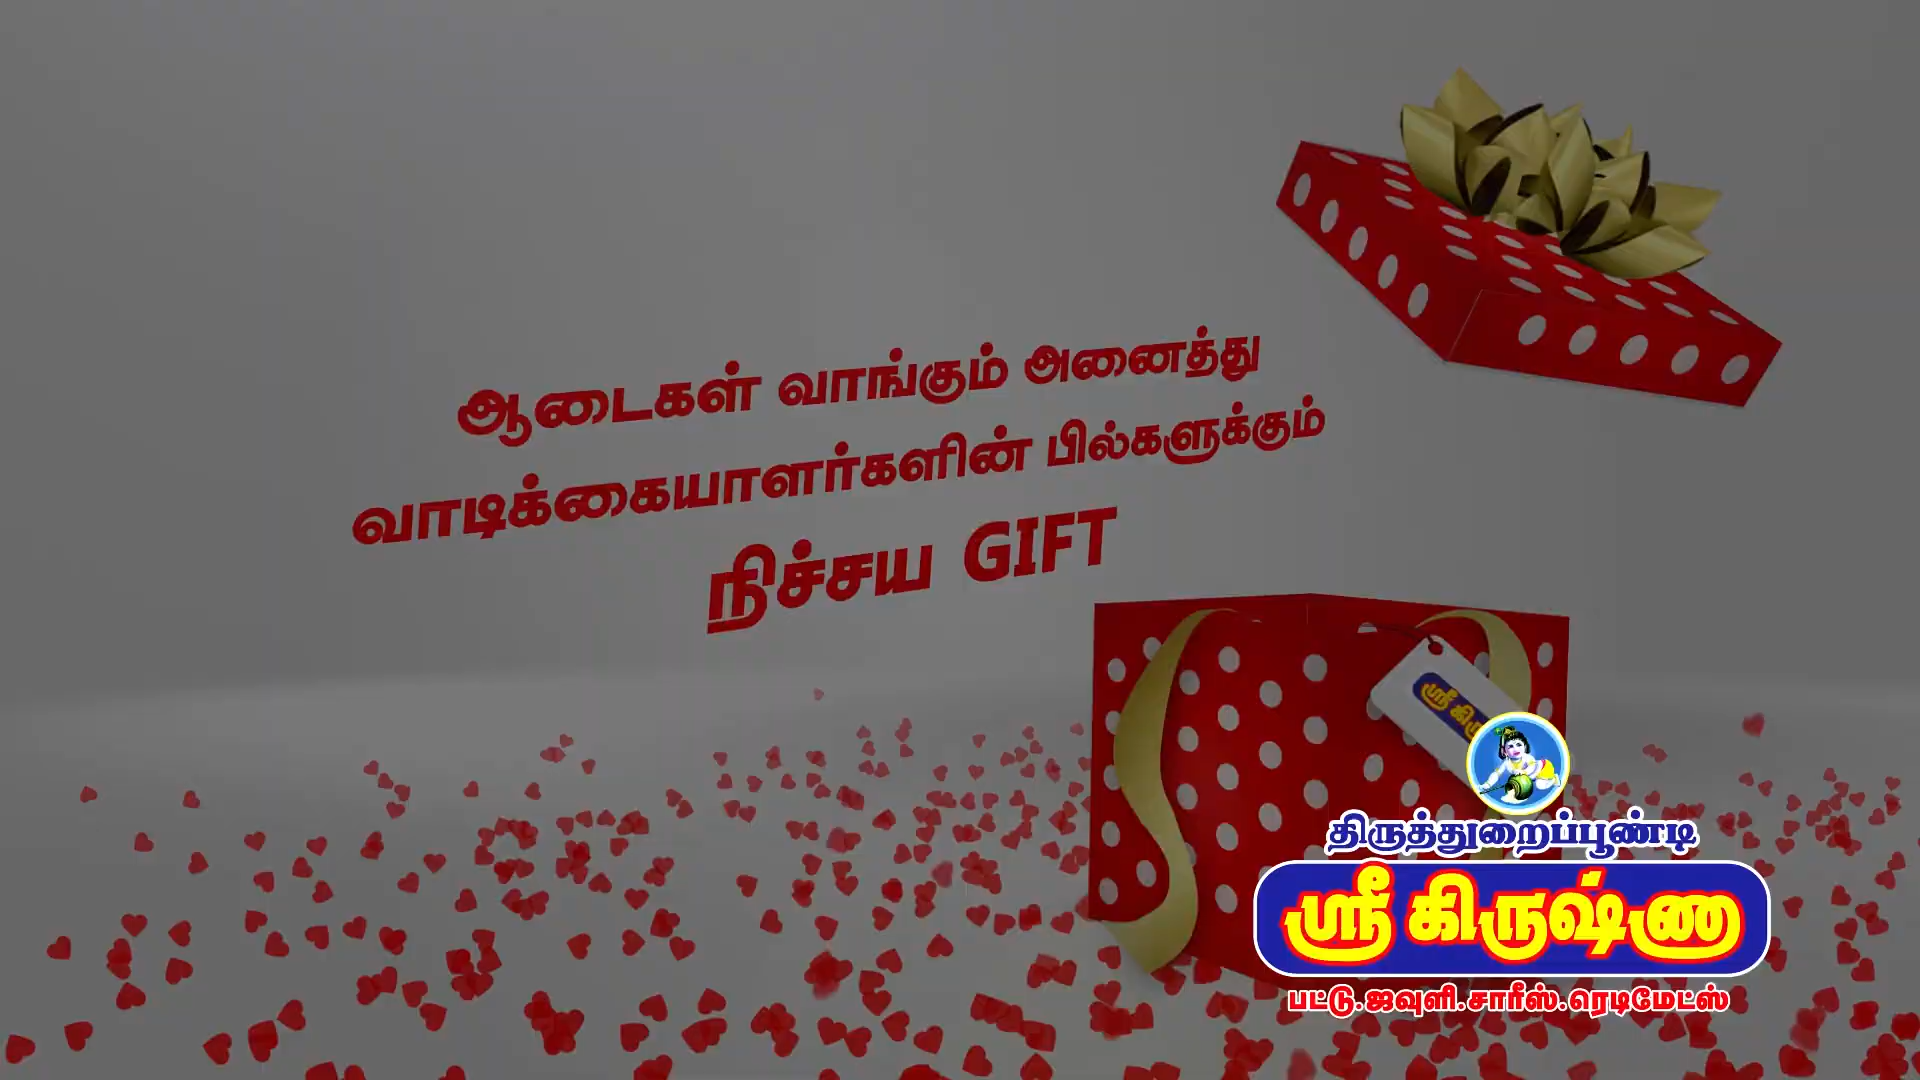 ஆடைகள் வாங்கும் அனைத்து
வாடிக்கையாளர்களின் பில்களுக்கும்
நிச்சய GIFT
ஸ்ரீ கிரு
திருத்துறைப்பூண்டி
ஸ்ரீ கிருஷ்ணா
பட்டு.ஜவுளி.சாரீஸ்.ரெடிமேட்ஸ்